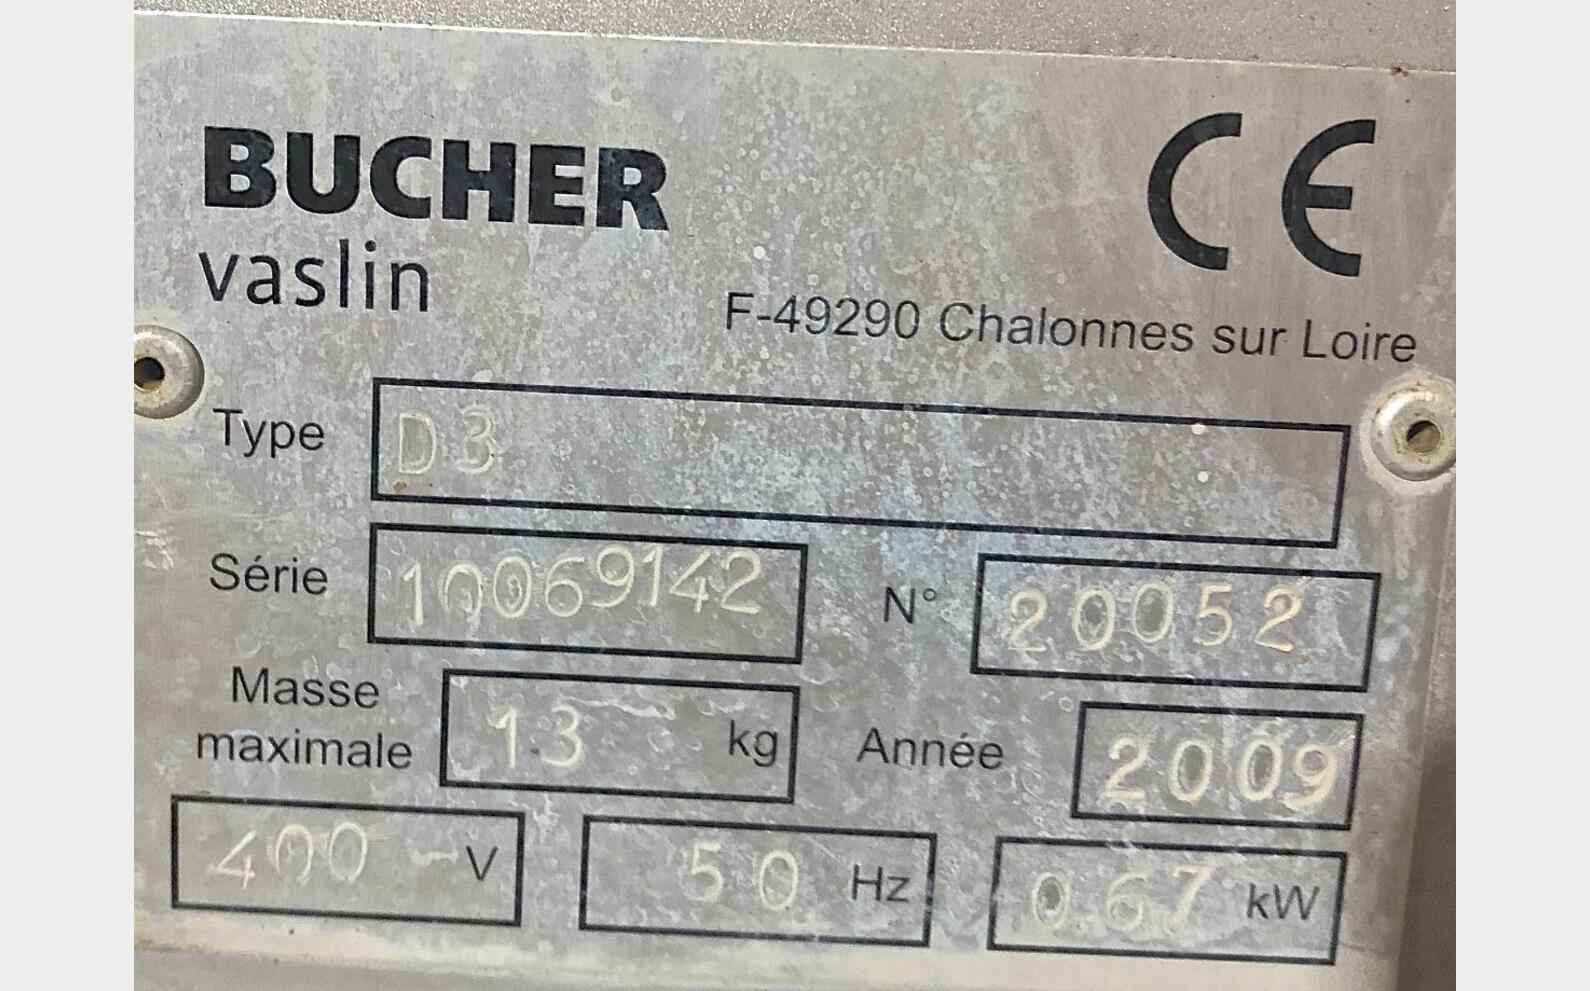 BUCHER
vaslin
CE
F-49290 Chalonnes sur Loire
Type D3
Série 10069142 N° 20052
Masse maximale 13 kg Année 2009
400 V 50 Hz 0.67 kW